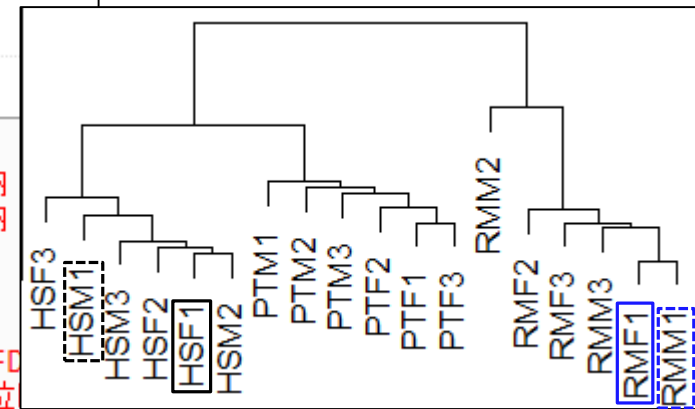 HSF3
HSM1
HSM3
HSF2
HSF1
HSM2
PTM1
PTM2
PTM3
PTF2
PTF1
PTF3
RMM2
RMF2
RMF3
RMM3
RMF1
RMM1